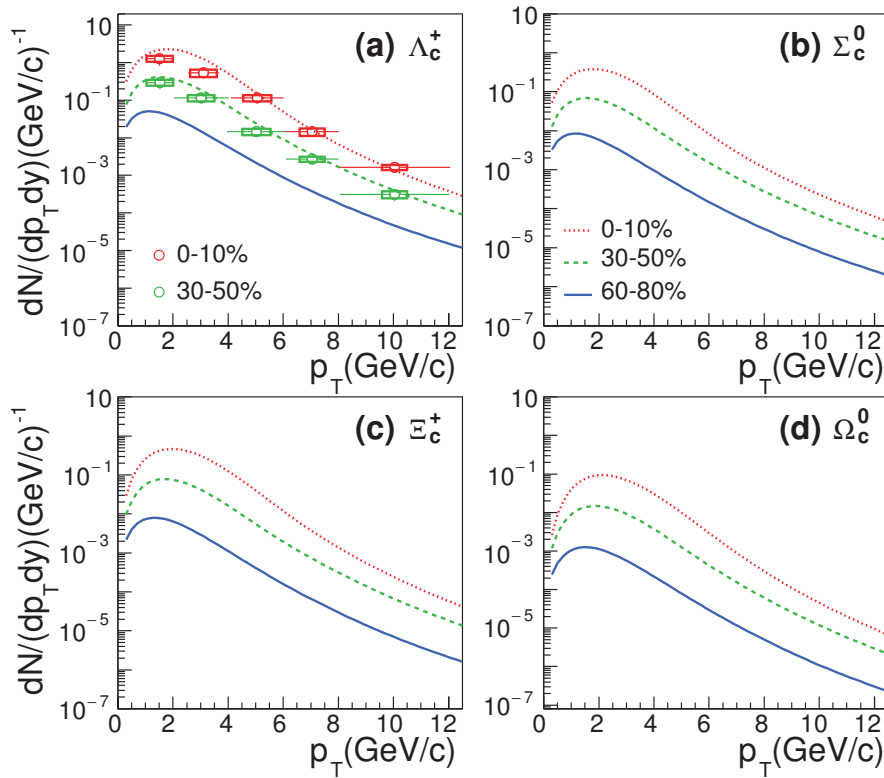 dN/(dp_T dy)(GeV/c)^-1
10
10^-1
10^-3
10^-5
10^-7
(a) Λ_c^+
0-10%
30-50%
0 2 4 6 8 10 12
p_T(GeV/c)
10
10^-1
10^-3
10^-5
10^-7
(b) Σ_c^0
0-10%
30-50%
60-80%
0 2 4 6 8 10 12
p_T(GeV/c)
dN/(dp_T dy)(GeV/c)^-1
10
10^-1
10^-3
10^-5
10^-7
(c) Ξ_c^+
0 2 4 6 8 10 12
p_T(GeV/c)
10
10^-1
10^-3
10^-5
10^-7
(d) Ω_c^0
0 2 4 6 8 10 12
p_T(GeV/c)